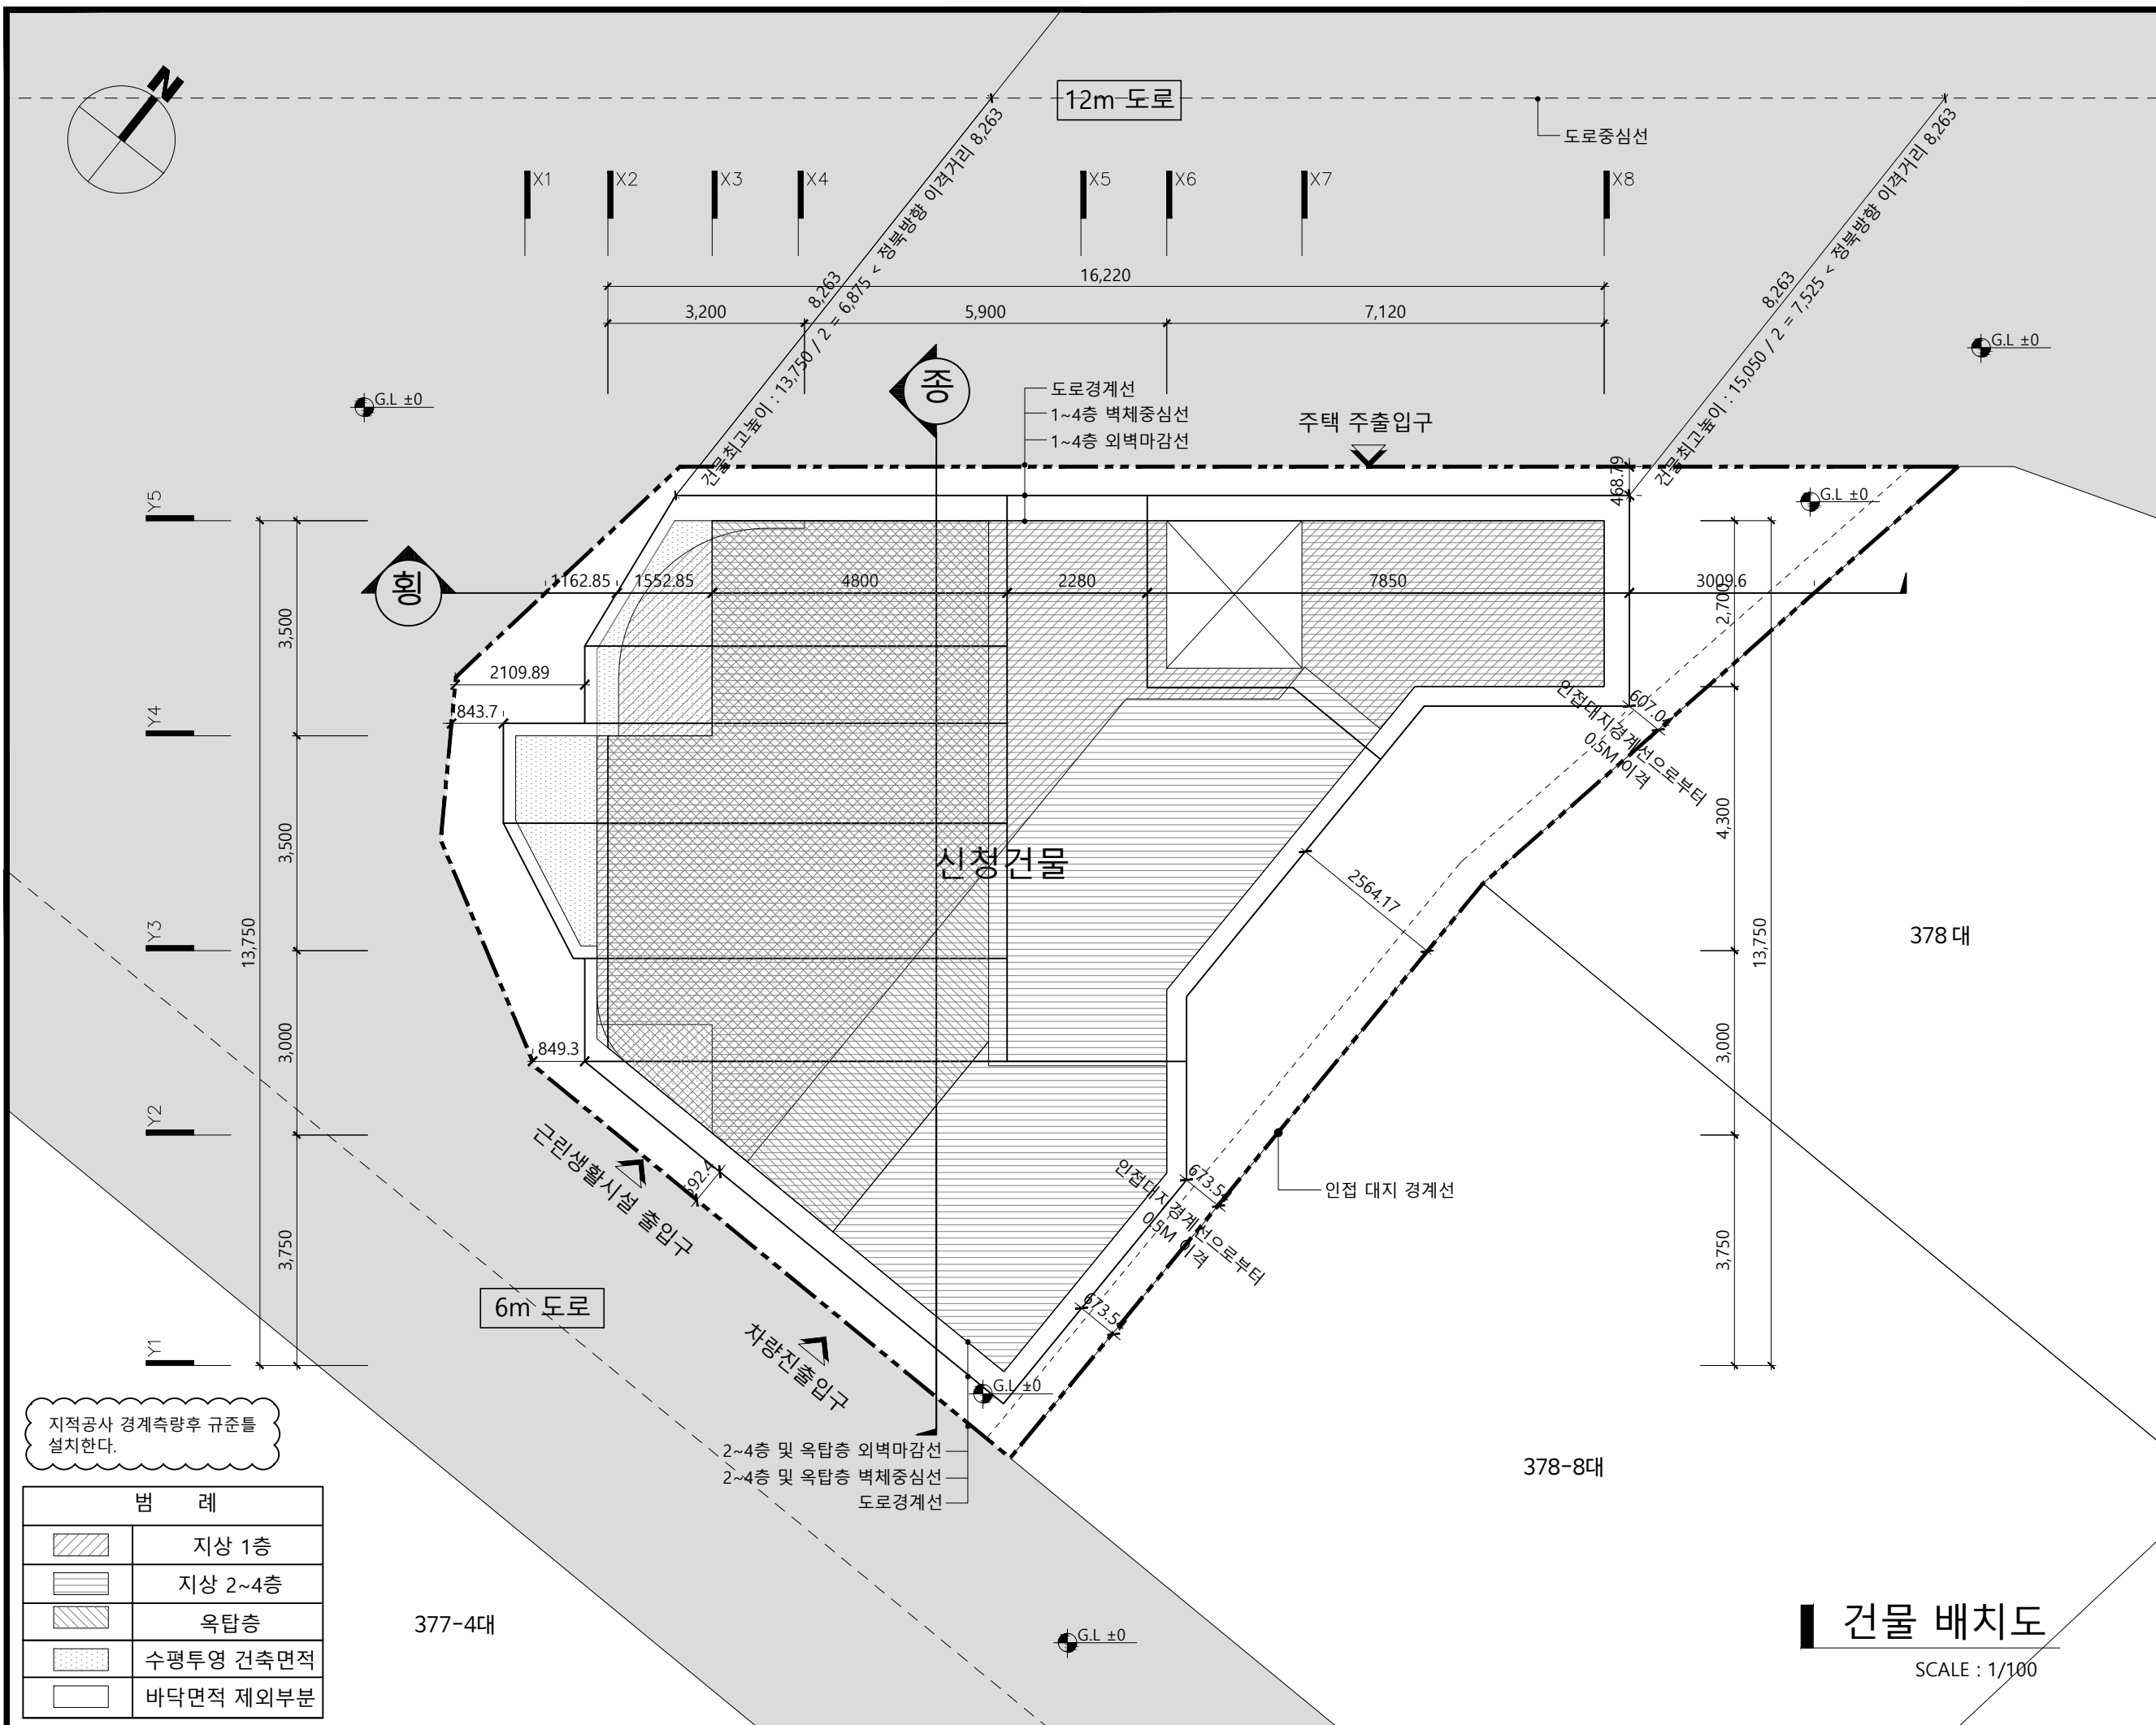 N
12m 도로
도로중심선
X1
X2
X3
X4
X5
X6
X7
X8
16,220
3,200
5,900
7,120
8,263
건물최고높이 : 13,750 / 2 = 6,875 < 정북방향 이격거리 8,263
8,263
건물최고높이 : 15,050 / 2 = 7,525 < 정북방향 이격거리 8,263
G.L ±0
G.L ±0
종
도로경계선
1~4층 벽체중심선
1~4층 외벽마감선
주택 주출입구
468.79
G.L ±0
Y5
Y4
Y3
Y2
Y1
횡
1162.85
1552.85
4800
2280
7850
3009.6
2109.89
843.7
849.3
13,750
3,500
3,500
3,000
3,750
2,700
4,300
3,000
3,750
13,750
607.04
인접대지경계선으로부터
0.5M 이격
신청건물
2564.17
378 대
근린생활시설 출입구
692.4
673.54
인접대지경계선으로부터
0.5M 이격
673.54
인접 대지 경계선
6m 도로
차량진출입구
G.L ±0
지적공사 경계측량후 규준틀
설치한다.
2~4층 및 옥탑층 외벽마감선
2~4층 및 옥탑층 벽체중심선
도로경계선
378-8대
범 례
지상 1층
지상 2~4층
옥탑층
수평투영 건축면적
바닥면적 제외부분
377-4대
G.L ±0
건물 배치도
SCALE : 1/100